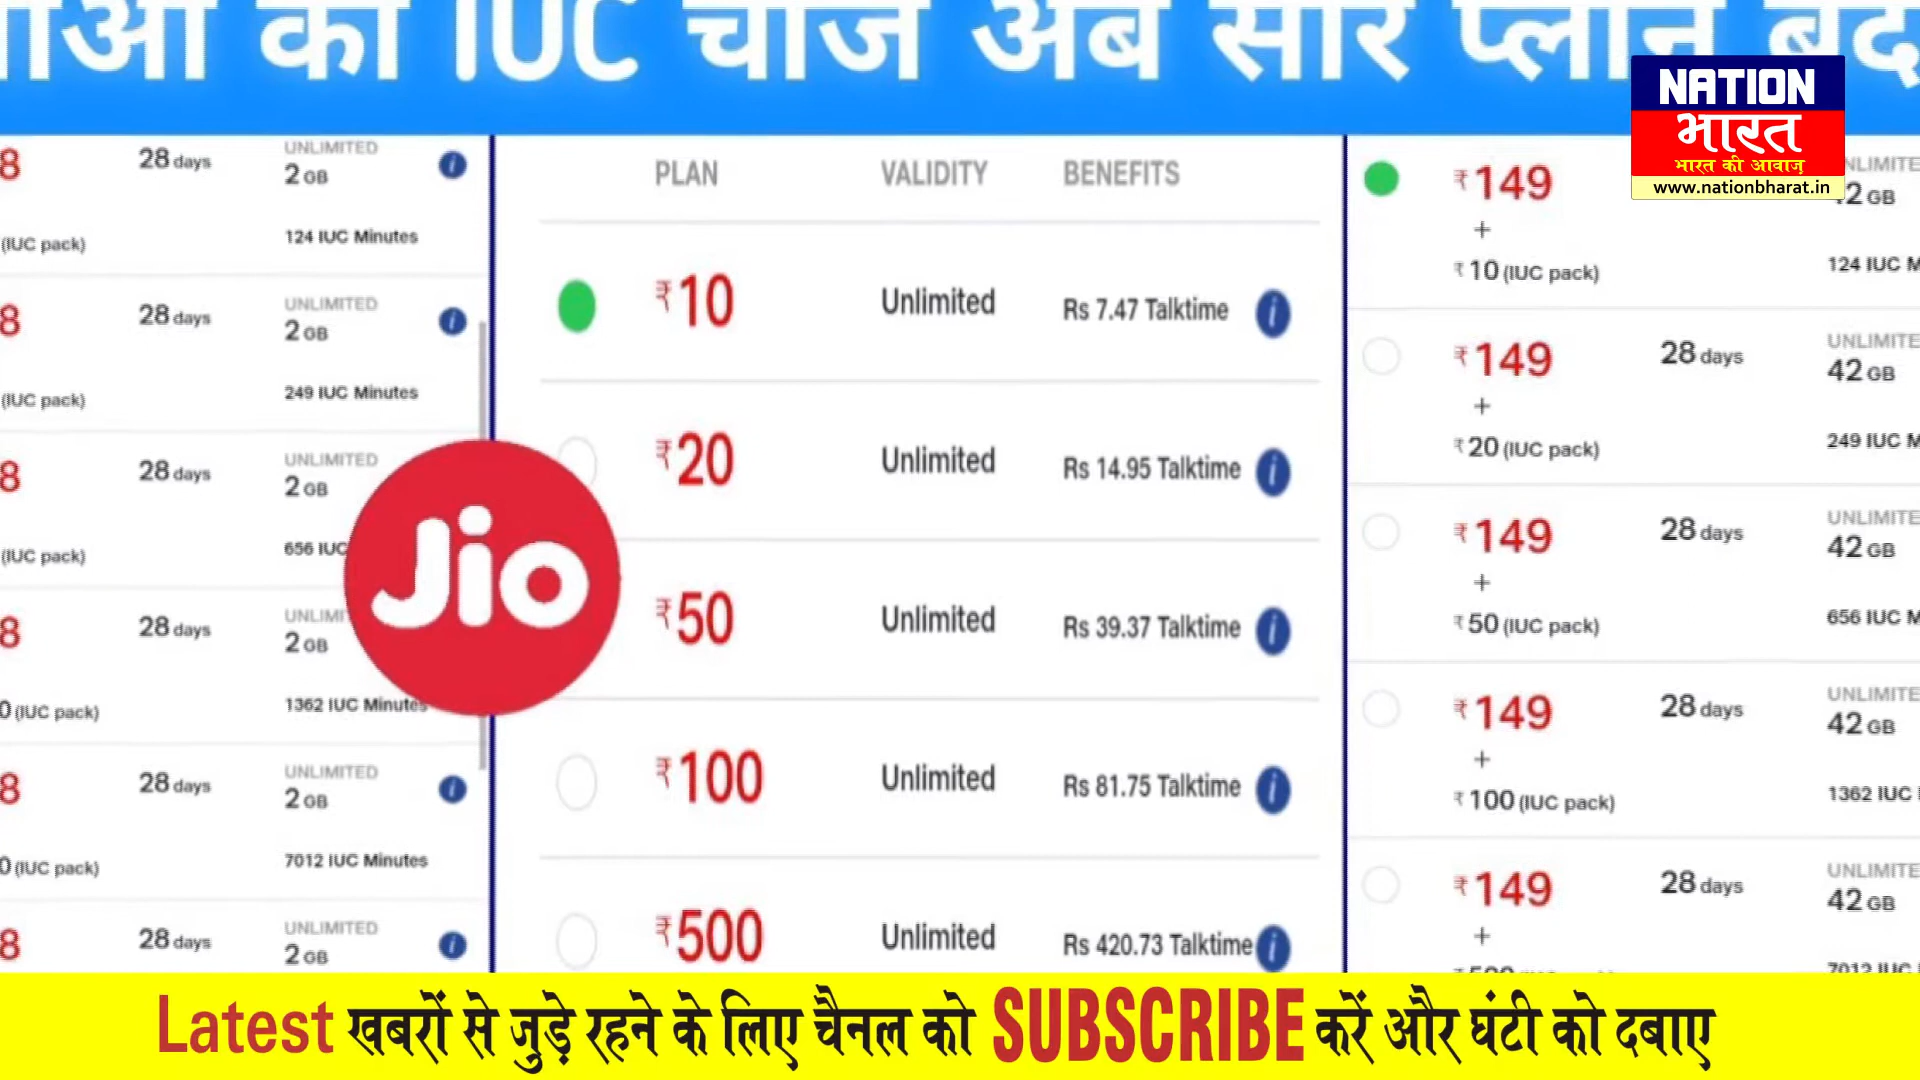 का IUC चार्ज अब सारे प्लान
NATION
भारत
भारत की आवाज़
www.nationbharat.in
8 28 days UNLIMITED 2 GB
(IUC pack) 124 IUC Minutes
8 28 days UNLIMITED 2 GB
(IUC pack) 249 IUC Minutes
8 28 days UNLIMITED 2 GB
(IUC pack) 656 IUC
8 28 days 2 GB
0 (IUC pack) 1362 IUC Minutes
8 28 days UNLIMITED 2 GB
0 (IUC pack) 7012 IUC Minutes
8 28 days UNLIMITED 2 GB
Jio
PLAN VALIDITY BENEFITS
₹10 Unlimited Rs 7.47 Talktime
₹20 Unlimited Rs 14.95 Talktime
₹50 Unlimited Rs 39.37 Talktime
₹100 Unlimited Rs 81.75 Talktime
₹500 Unlimited Rs 420.73 Talktime
₹149 2 GB
+
₹10 (IUC pack) 124 IUC
₹149 28 days 42 GB
+
₹20 (IUC pack) 249 IUC
₹149 28 days 42 GB
+
₹50 (IUC pack) 656 IUC
₹149 28 days 42 GB
+
₹100 (IUC pack) 1362 IUC
₹149 28 days 42 GB
+
Latest खबरों से जुड़े रहने के लिए चैनल को SUBSCRIBE करें और घंटी को दबाए